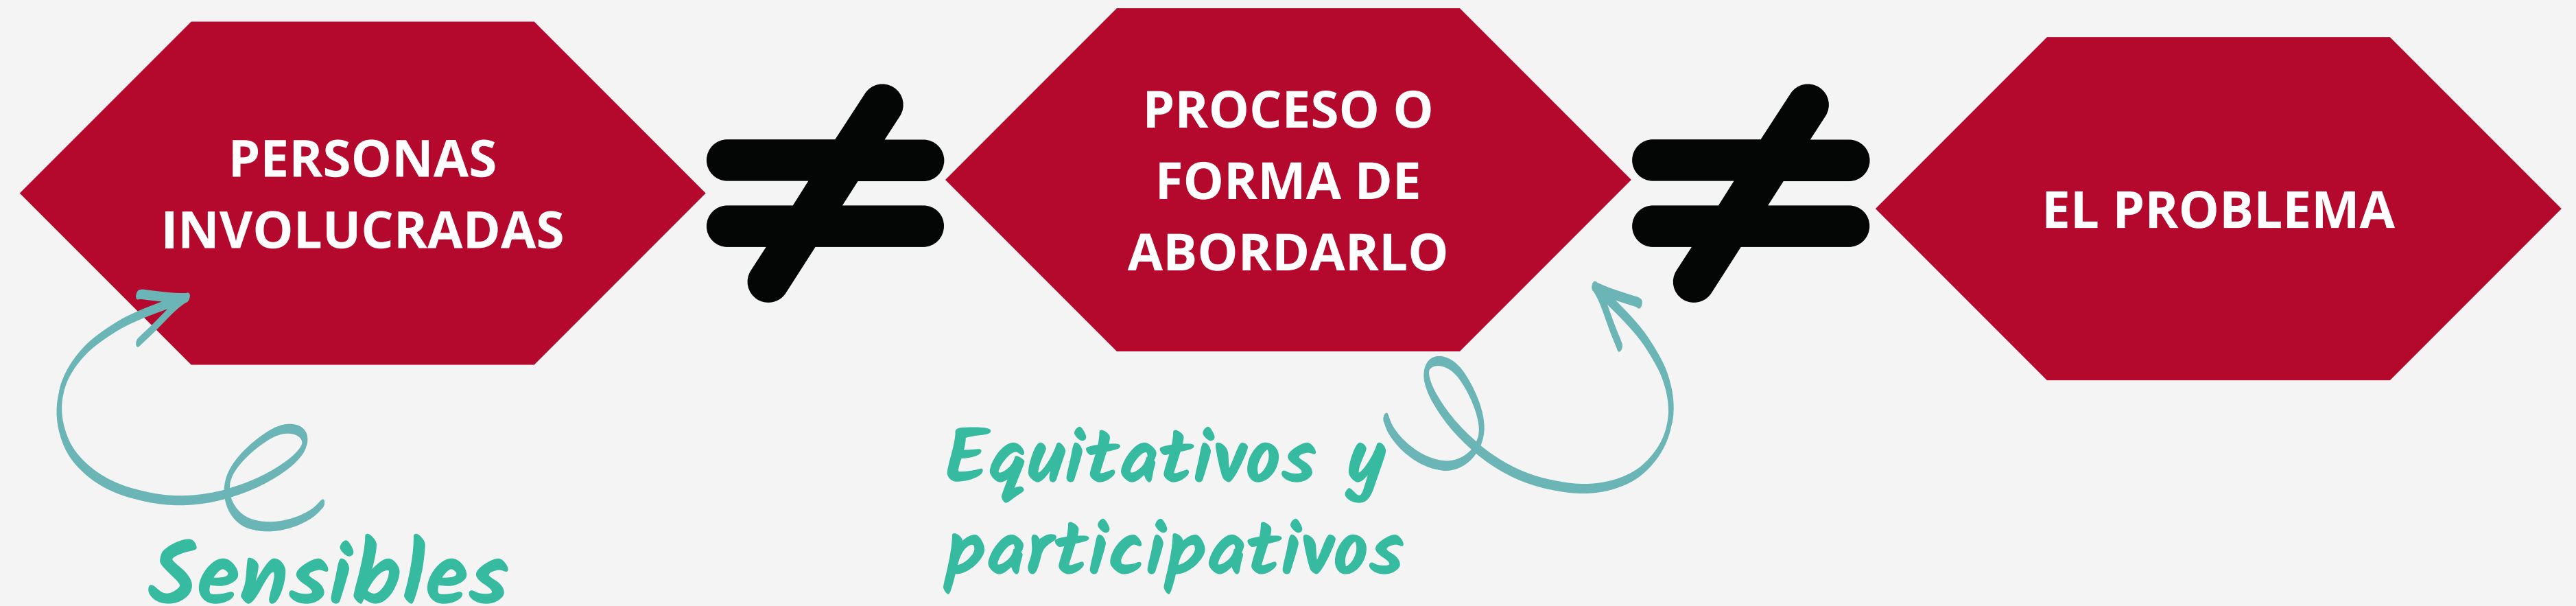 PERSONAS
INVOLUCRADAS
≠
PROCESO O
FORMA DE
ABORDARLO
≠
EL PROBLEMA
Sensibles
Equitativos y
participativos